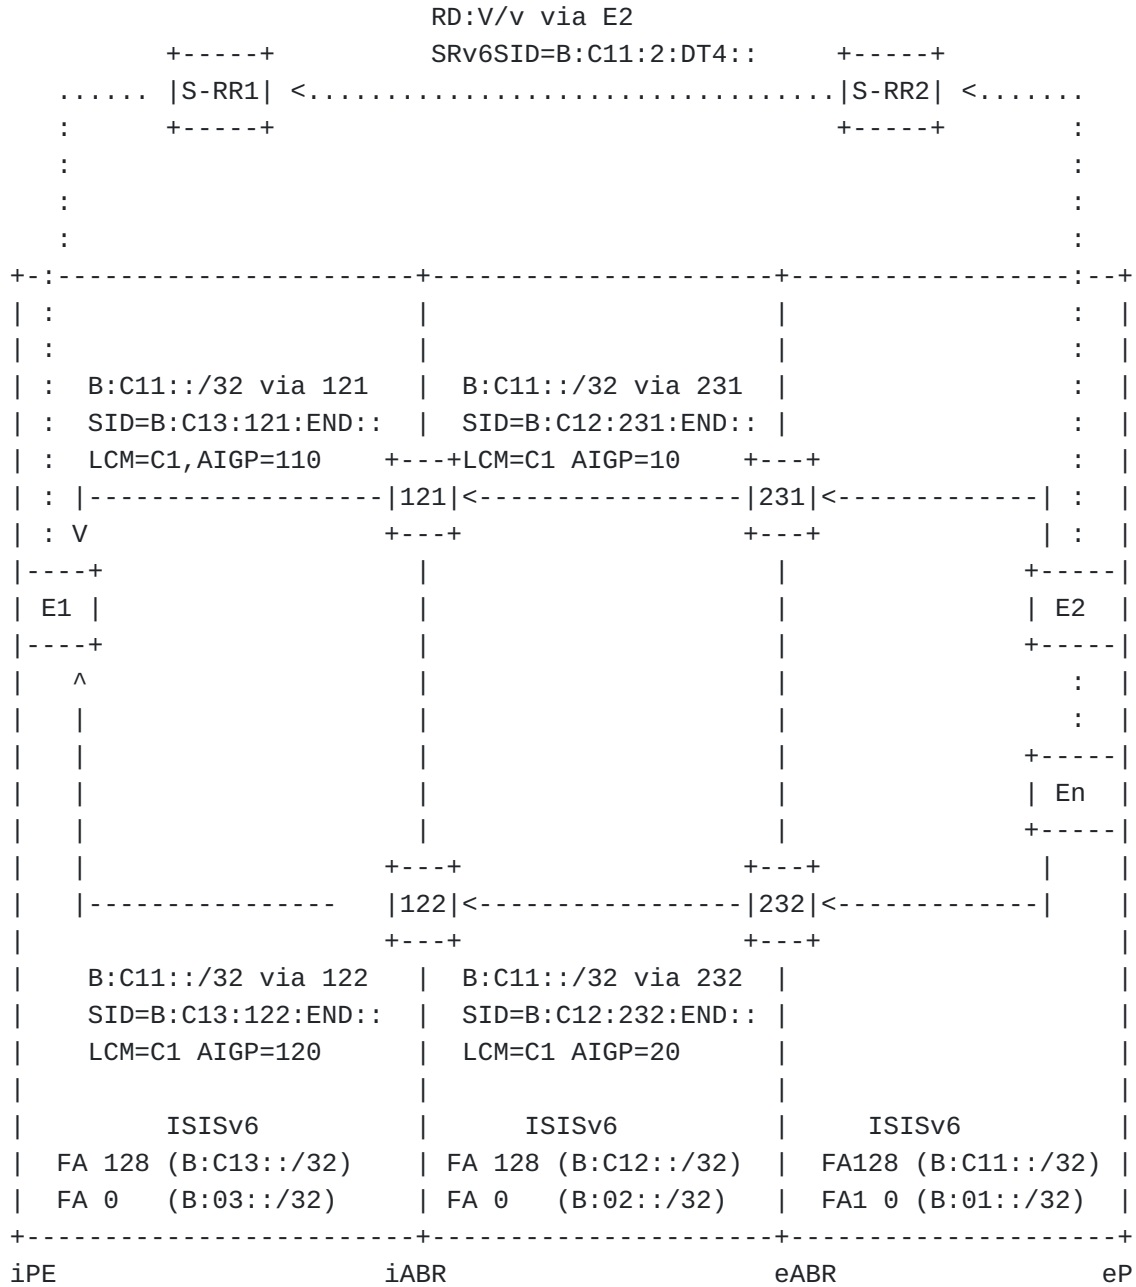 RD:V/v via E2
+-----+ SRv6SID=B:C11:2:DT4:: +-----+
...... |S-RR1| <..................................|S-RR2| <.......
: +-----+ +-----+ :
: :
: :
: :
+-:-----------------------+----------------------+------------------:--+
| : | | : |
| : | | : |
| : B:C11::/32 via 121 | B:C11::/32 via 231 | : |
| : SID=B:C13:121:END:: | SID=B:C12:231:END:: | : |
| : LCM=C1,AIGP=110 +---+LCM=C1 AIGP=10 +---+ : |
| : |-------------------|121|<-----------------|231|<-------------| : |
| : V +---+ +---+ | : |
|----+ | | +-----|
| E1 | | | | E2 |
|----+ | | +-----|
| ^ | | : |
| | | | : |
| | | | +-----|
| | | | | En |
| | | | +-----|
| | +---+ +---+ | |
| |---------------- |122|<-----------------|232|<-------------| |
| +---+ +---+ |
| B:C11::/32 via 122 | B:C11::/32 via 232 | |
| SID=B:C13:122:END:: | SID=B:C12:232:END:: | |
| LCM=C1 AIGP=120 | LCM=C1 AIGP=20 | |
| | | |
| ISISv6 | ISISv6 | ISISv6 |
| FA 128 (B:C13::/32) | FA 128 (B:C12::/32) | FA128 (B:C11::/32) |
| FA 0 (B:03::/32) | FA 0 (B:02::/32) | FA1 0 (B:01::/32) |
+-------------------------+----------------------+---------------------+
iPE iABR eABR eP